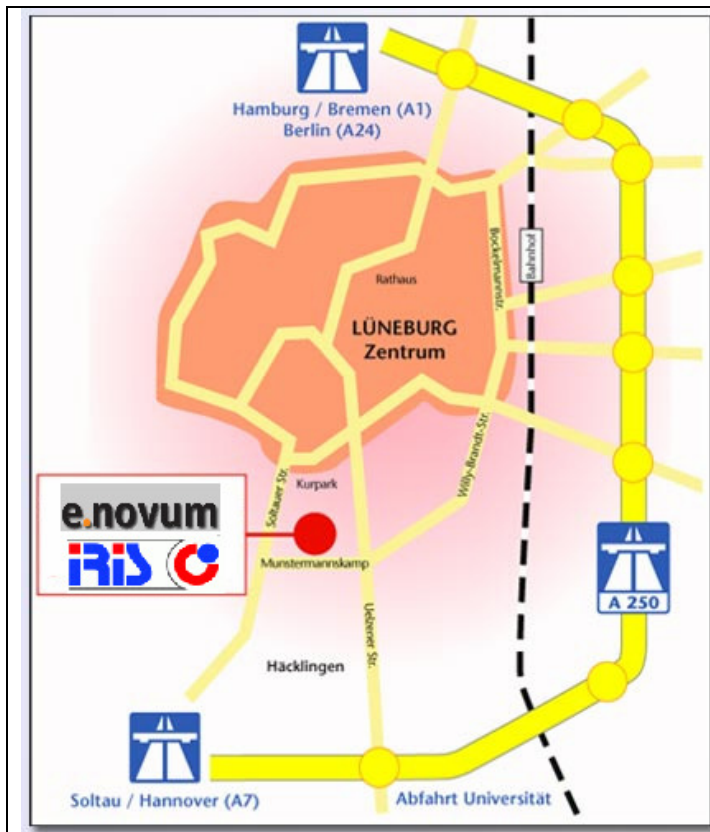 Hamburg / Bremen (A1)
Berlin (A24)
Bockelmannstr.
Bahnhof
Rathaus
LÜNEBURG
Zentrum
Willy-Brandt-Str.
Soltauer Str.
Kurpark
e.novum
iRiS
Munstermannskamp
A 250
Uelzener Str.
Häcklingen
Soltau / Hannover (A7)
Abfahrt Universität